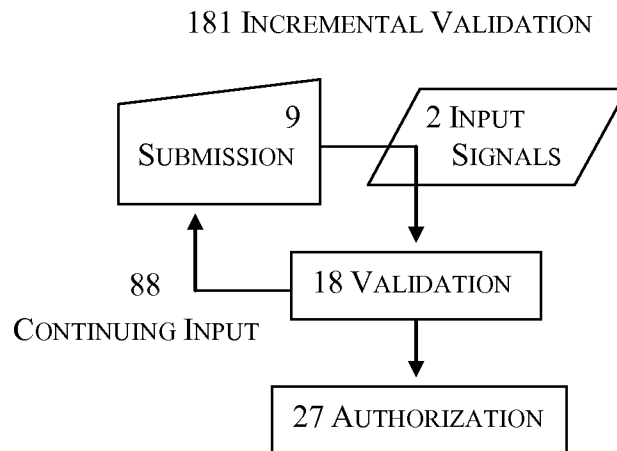 181 INCREMENTAL VALIDATION
9
SUBMISSION
2 INPUT
SIGNALS
18 VALIDATION
88
CONTINUING INPUT
27 AUTHORIZATION